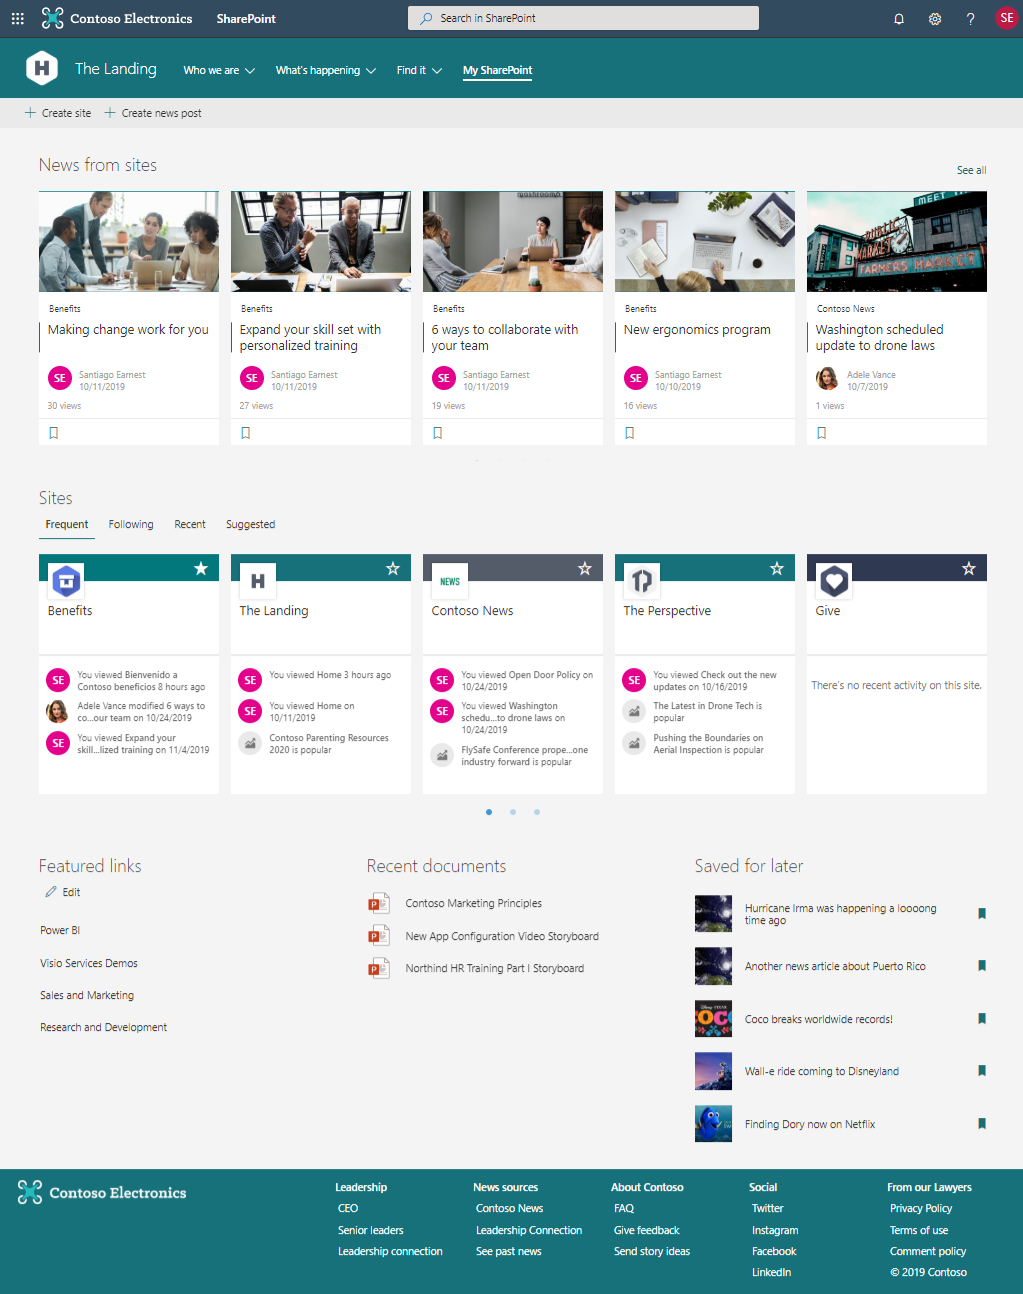 Contoso Electronics
SharePoint
Search in SharePoint
?
SE
H
The Landing
Who we are
What's happening
Find it
My SharePoint
Create site
Create news post
News from sites
See all
MEET
PUBLIC
MARKET
FARMERS MARKET
Benefits
Making change work for you
SE
Santiago Earnest
10/11/2019
30 views
Benefits
Expand your skill set with
personalized training
SE
Santiago Earnest
10/11/2019
27 views
Benefits
6 ways to collaborate with
your team
SE
Santiago Earnest
10/11/2019
19 views
Benefits
New ergonomics program
SE
Santiago Earnest
10/10/2019
16 views
Contoso News
Washington scheduled
update to drone laws
Adele Vance
10/7/2019
1 views
Sites
Frequent
Following
Recent
Suggested
Benefits
SE
You viewed Bienvenido a
Contoso beneficios 8 hours ago
Adele Vance modified 6 ways to
co...our team on 10/24/2019
SE
You viewed Expand your
skill...lized training on 11/4/2019
H
The Landing
SE
You viewed Home 3 hours ago
SE
You viewed Home on
10/11/2019
Contoso Parenting Resources
2020 is popular
NEWS
Contoso News
SE
You viewed Open Door Policy on
10/24/2019
SE
You viewed Washington
schedu...to drone laws on
10/24/2019
FlySafe Conference prope...one
industry forward is popular
TP
The Perspective
SE
You viewed Check out the new
updates on 10/16/2019
The Latest in Drone Tech is
popular
Pushing the Boundaries on
Aerial Inspection is popular
Give
There's no recent activity on this site.
Featured links
Edit
Power BI
Visio Services Demos
Sales and Marketing
Research and Development
Recent documents
Contoso Marketing Principles
New App Configuration Video Storyboard
Northind HR Training Part I Storyboard
Saved for later
Hurricane Irma was happening a loooong
time ago
Another news article about Puerto Rico
COCO
Coco breaks worldwide records!
Wall-e ride coming to Disneyland
Finding Dory now on Netflix
Contoso Electronics
Leadership
CEO
Senior leaders
Leadership connection
News sources
Contoso News
Leadership Connection
See past news
About Contoso
FAQ
Give feedback
Send story ideas
Social
Twitter
Instagram
Facebook
LinkedIn
From our Lawyers
Privacy Policy
Terms of use
Comment policy
© 2019 Contoso